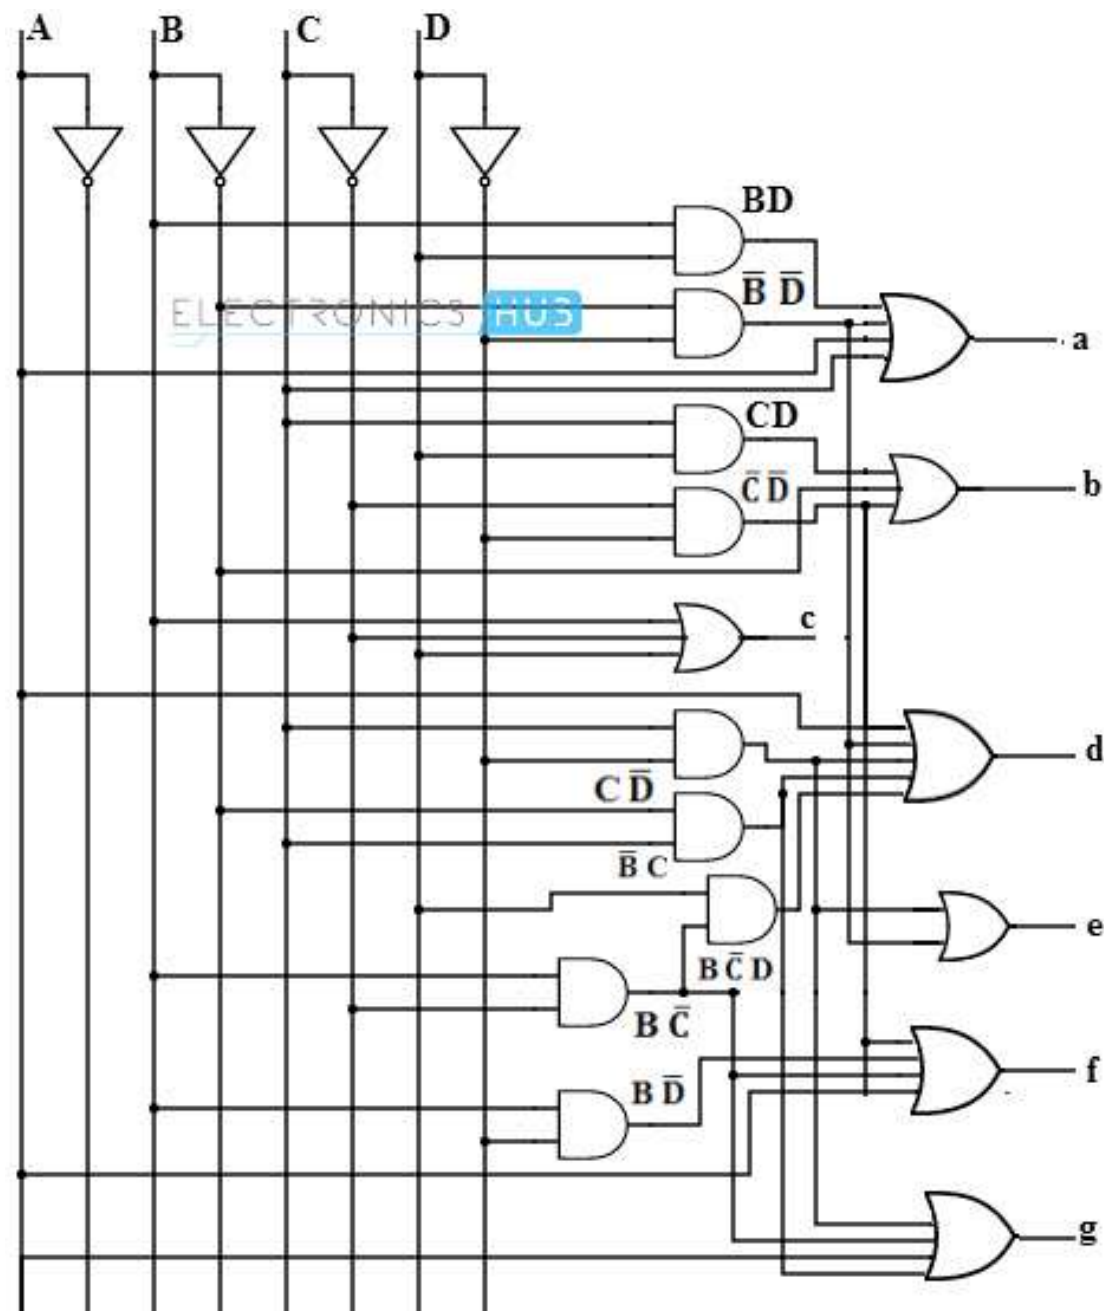 A B C D
BD
B̅ D̅
ELECTRONICS HUB
a
CD
C̅ D̅
b
c
d
C D̅
B̅ C
e
B C̅ D
B C̅
f
B D̅
g